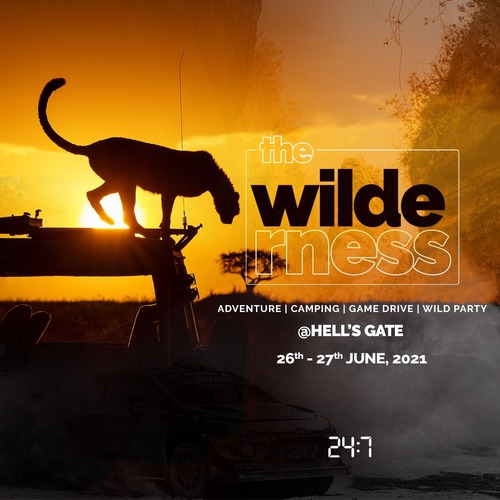 the
wilde
rness
ADVENTURE | CAMPING | GAME DRIVE | WILD PARTY
@HELL'S GATE
26th - 27th JUNE, 2021
24:7